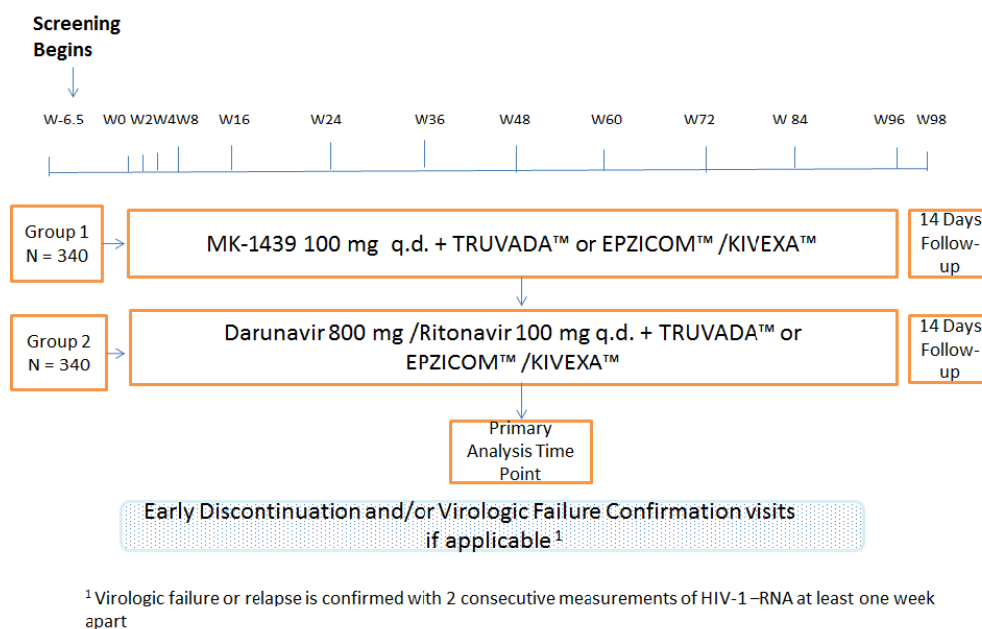 Screening
Begins
W-6.5 W0 W2 W4 W8 W16 W24 W36 W48 W60 W72 W 84 W96 W98
Group 1
N = 340
MK-1439 100 mg q.d. + TRUVADA™ or EPZICOM™ /KIVEXA™
14 Days
Follow-
up
Group 2
N = 340
Darunavir 800 mg /Ritonavir 100 mg q.d. + TRUVADA™ or
EPZICOM™ /KIVEXA™
14 Days
Follow-
up
Primary
Analysis Time
Point
Early Discontinuation and/or Virologic Failure Confirmation visits
if applicable¹
¹ Virologic failure or relapse is confirmed with 2 consecutive measurements of HIV-1 –RNA at least one week
apart